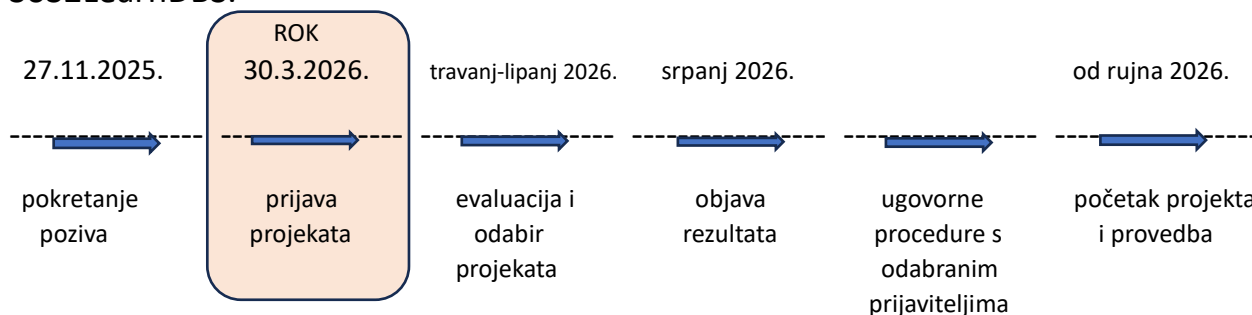 ROK
27.11.2025.
30.3.2026.
travanj-lipanj 2026.
srpanj 2026.
od rujna 2026.
pokretanje
poziva
prijava
projekata
evaluacija i
odabir
projekata
objava
rezultata
ugovorne
procedure s
odabranim
prijaviteljima
početak projekta
i provedba